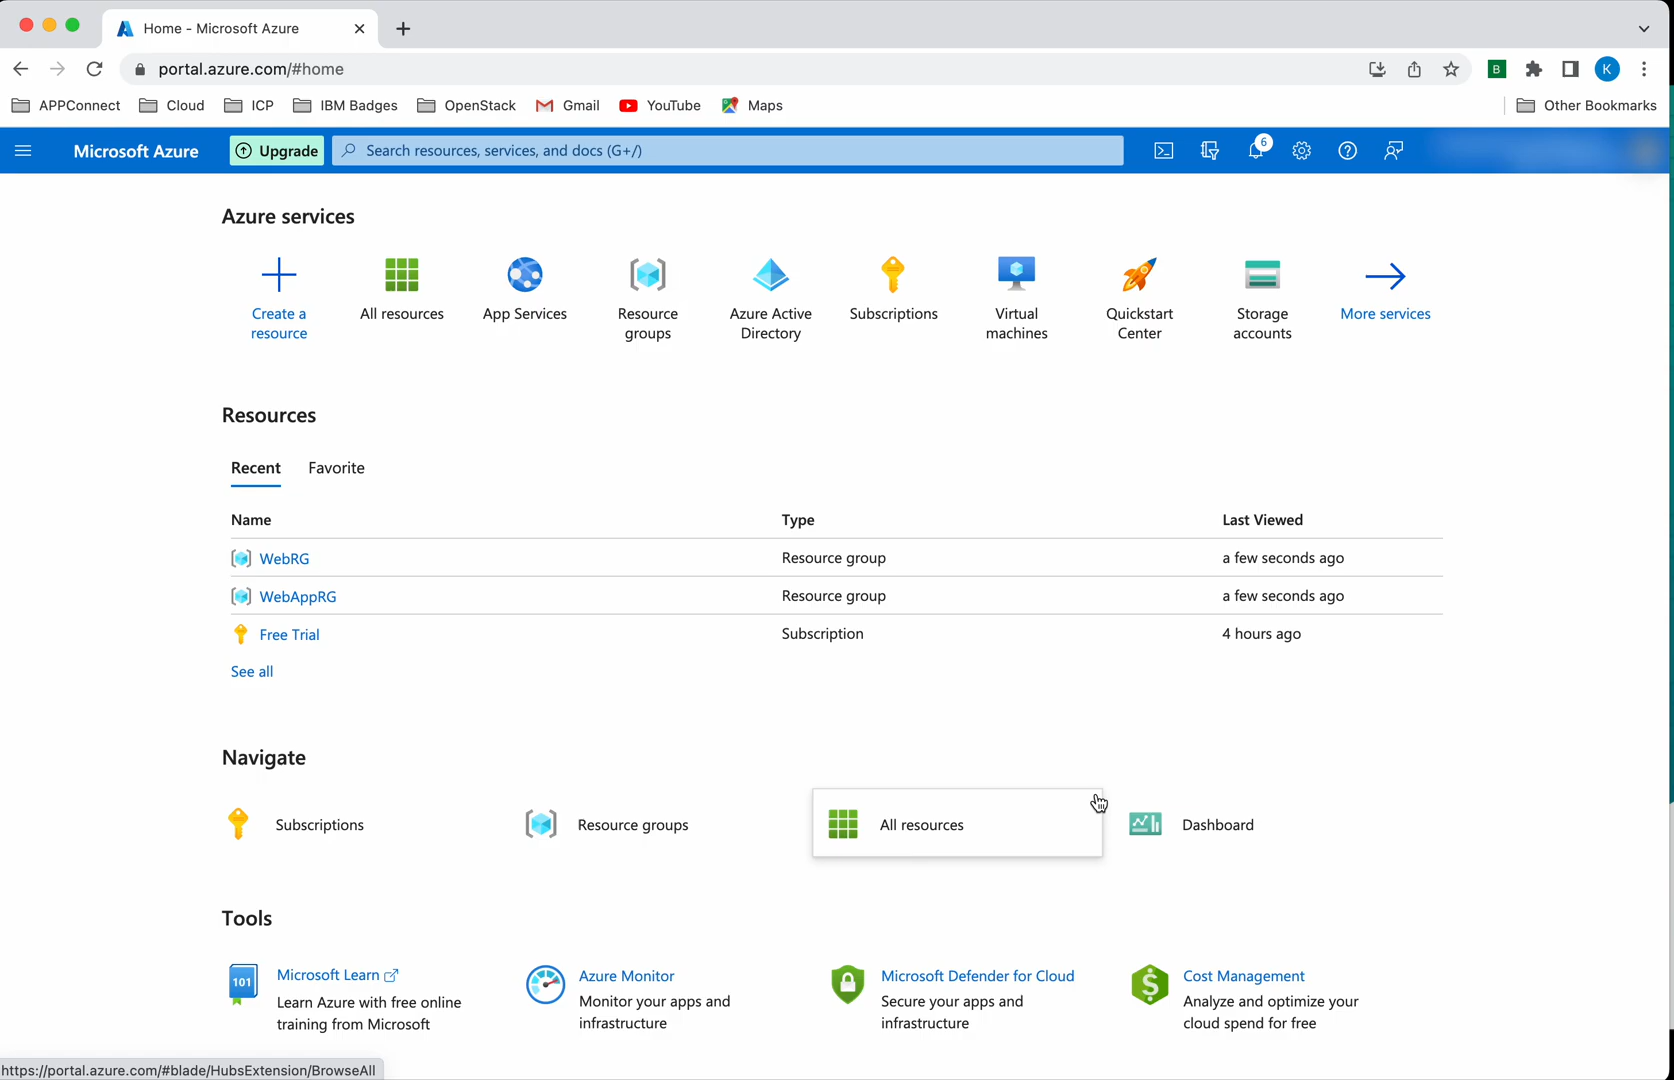 Home - Microsoft Azure
portal.azure.com/#home
B
K
APPConnect
Cloud
ICP
IBM Badges
OpenStack
Gmail
YouTube
Maps
Other Bookmarks
Microsoft Azure
Upgrade
Search resources, services, and docs (G+/)
6
Azure services
Create a
resource
All resources
App Services
Resource
groups
Azure Active
Directory
Subscriptions
Virtual
machines
Quickstart
Center
Storage
accounts
More services
Resources
Recent
Favorite
Name
Type
Last Viewed
WebRG
Resource group
a few seconds ago
WebAppRG
Resource group
a few seconds ago
Free Trial
Subscription
4 hours ago
See all
Navigate
Subscriptions
Resource groups
All resources
Dashboard
Tools
101
Microsoft Learn
Learn Azure with free online
training from Microsoft
Azure Monitor
Monitor your apps and
infrastructure
Microsoft Defender for Cloud
Secure your apps and
infrastructure
$
Cost Management
Analyze and optimize your
cloud spend for free
https://portal.azure.com/#blade/HubsExtension/BrowseAll